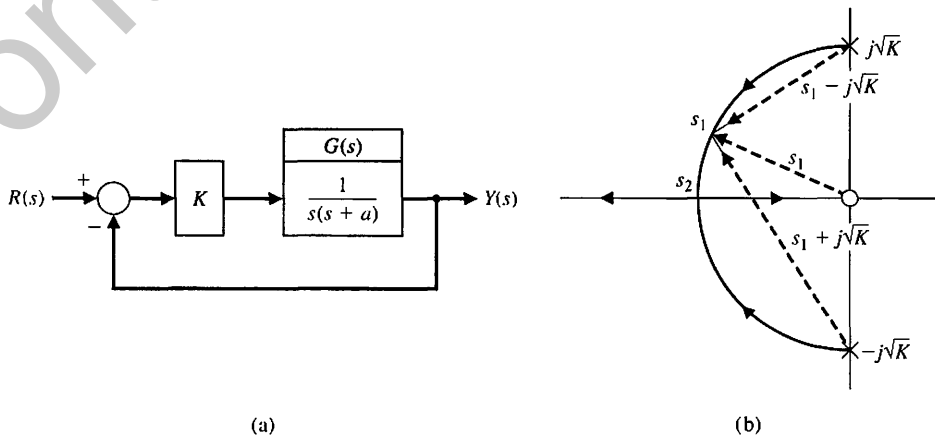 G(s)
R(s)
+
−
K
1
s(s + a)
Y(s)
(a)
j√K
s₁ − j√K
s₁
s₁
s₂
s₁ + j√K
−j√K
(b)